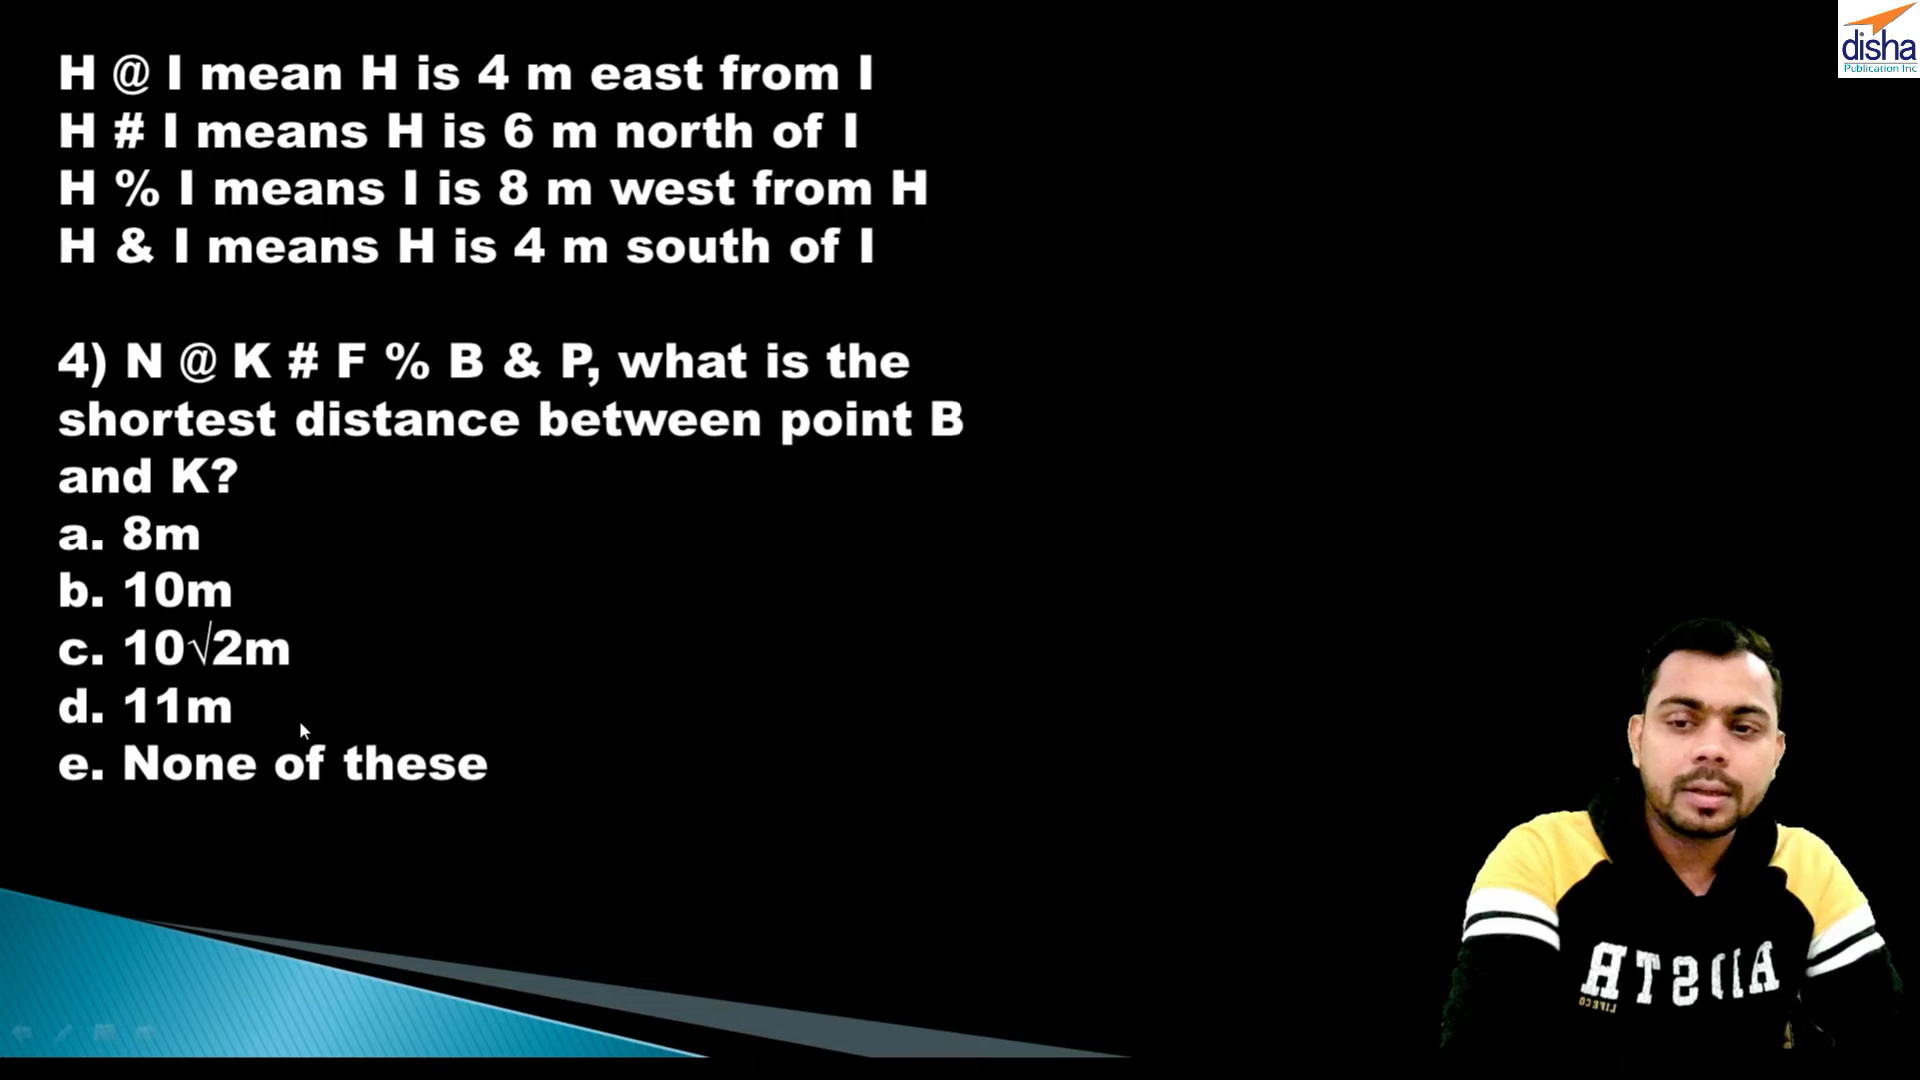 H @ I mean H is 4 m east from I
H # I means H is 6 m north of I
H % I means I is 8 m west from H
H & I means H is 4 m south of I
4) N @ K # F % B & P, what is the
shortest distance between point B
and K?
a. 8m
b. 10m
c. 10√2m
d. 11m
e. None of these
disha
Publication Inc